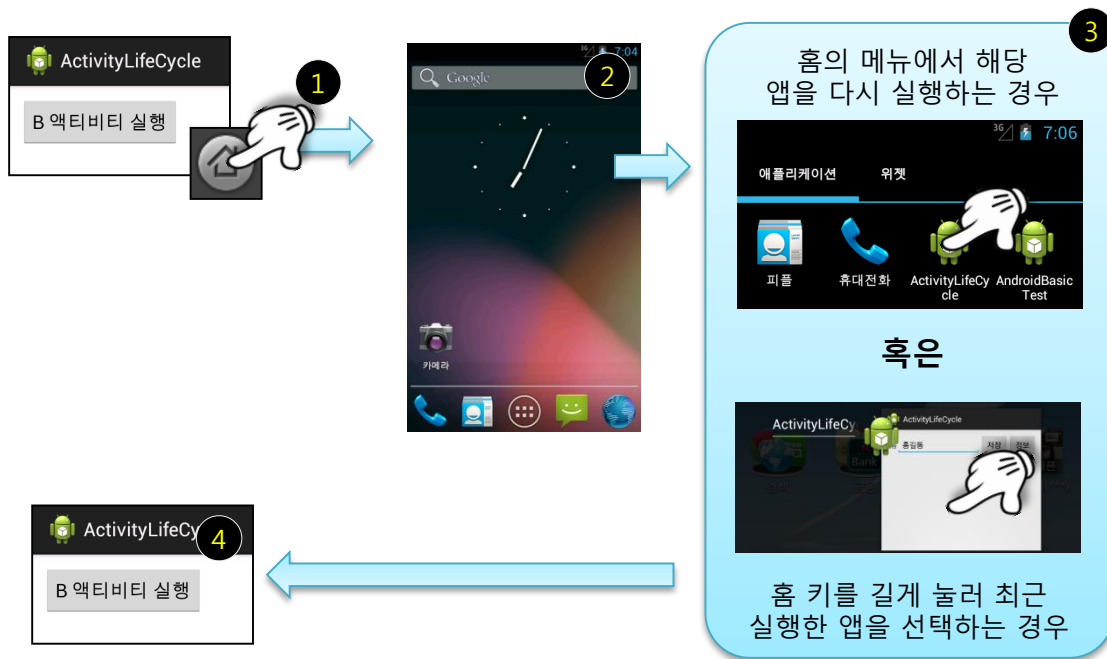 ActivityLifeCycle
B 액티비티 실행
1
3G 7:04
Google
2
카메라
3
홈의 메뉴에서 해당
앱을 다시 실행하는 경우
3G 7:06
애플리케이션 위젯
피플 휴대전화 ActivityLifeCy AndroidBasic
cle Test
혹은
ActivityLifeCy
ActivityLifeCycle
홍길동 저장 정보
Bank
홈 키를 길게 눌러 최근
실행한 앱을 선택하는 경우
ActivityLifeCy
4
B 액티비티 실행